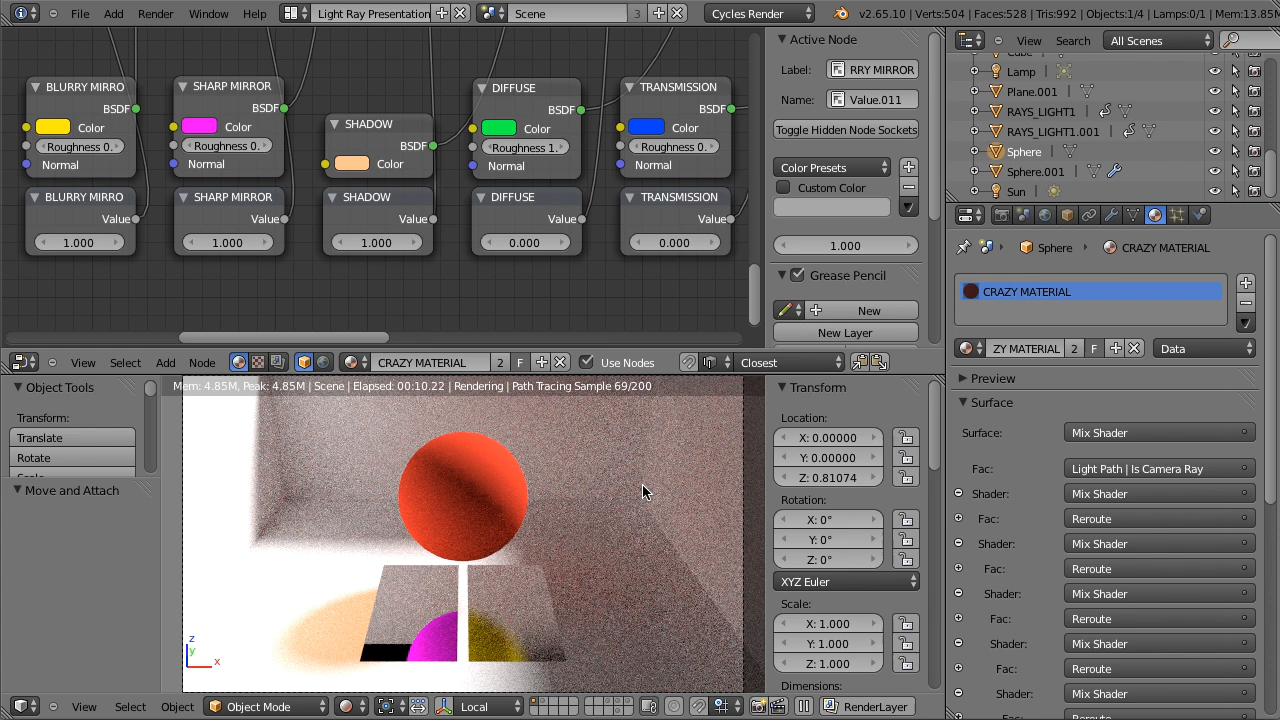 File Add Render Window Help Light Ray Presentation Scene 3 Cycles Render v2.65.10 | Verts:504 | Faces:528 | Tris:992 | Objects:1/4 | Lamps:0/1 | Mem:13.85M
BLURRY MIRRO
BSDF
Color
Roughness 0.
Normal
SHARP MIRROR
BSDF
Color
Roughness 0.
Normal
SHADOW
BSDF
Color
DIFFUSE
BSDF
Color
Roughness 1.
Normal
TRANSMISSION
BSDF
Color
Roughness 0.
Normal
BLURRY MIRRO
Value
1.000
SHARP MIRROR
Value
1.000
SHADOW
Value
1.000
DIFFUSE
Value
0.000
TRANSMISSION
Value
0.000
Active Node
Label: RRY MIRROR
Name: Value.011
Toggle Hidden Node Sockets
Color Presets
Custom Color
1.000
Grease Pencil
New
New Layer
View Select Add Node CRAZY MATERIAL 2 F Use Nodes Closest
Object Tools
Transform:
Translate
Rotate
Move and Attach
Mem: 4.85M, Peak: 4.85M | Scene | Elapsed: 00:10.22 | Rendering | Path Tracing Sample 69/200
z
y
x
Transform
Location:
X: 0.00000
Y: 0.00000
Z: 0.81074
Rotation:
X: 0°
Y: 0°
Z: 0°
XYZ Euler
Scale:
X: 1.000
Y: 1.000
Z: 1.000
Dimensions:
View Select Object Object Mode Local RenderLayer
View Search All Scenes
Lamp
Plane.001
RAYS_LIGHT1
RAYS_LIGHT1.001
Sphere
Sphere.001
Sun
Sphere CRAZY MATERIAL
CRAZY MATERIAL
ZY MATERIAL 2 F Data
Preview
Surface
Surface: Mix Shader
Fac: Light Path | Is Camera Ray
Shader: Mix Shader
Fac: Reroute
Shader: Mix Shader
Fac: Reroute
Shader: Mix Shader
Fac: Reroute
Shader: Mix Shader
Fac: Reroute
Shader: Mix Shader